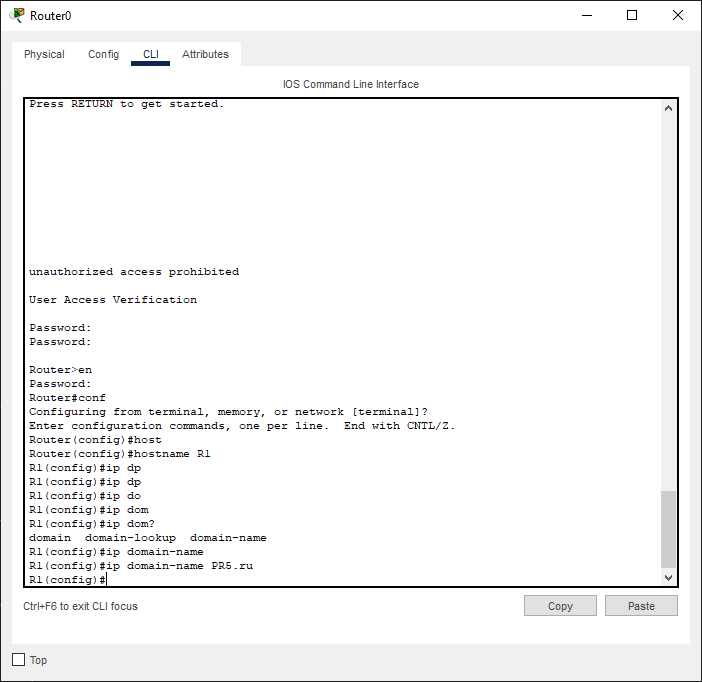 Router0
Physical Config CLI Attributes
IOS Command Line Interface
Press RETURN to get started.
unauthorized access prohibited
User Access Verification
Password:
Password:
Router>en
Password:
Router#conf
Configuring from terminal, memory, or network [terminal]?
Enter configuration commands, one per line.  End with CNTL/Z.
Router(config)#host
Router(config)#hostname R1
R1(config)#ip dp
R1(config)#ip dp
R1(config)#ip do
R1(config)#ip dom
R1(config)#ip dom?
domain  domain-lookup  domain-name
R1(config)#ip domain-name
R1(config)#ip domain-name PR5.ru
R1(config)#
Ctrl+F6 to exit CLI focus
Copy Paste
Top